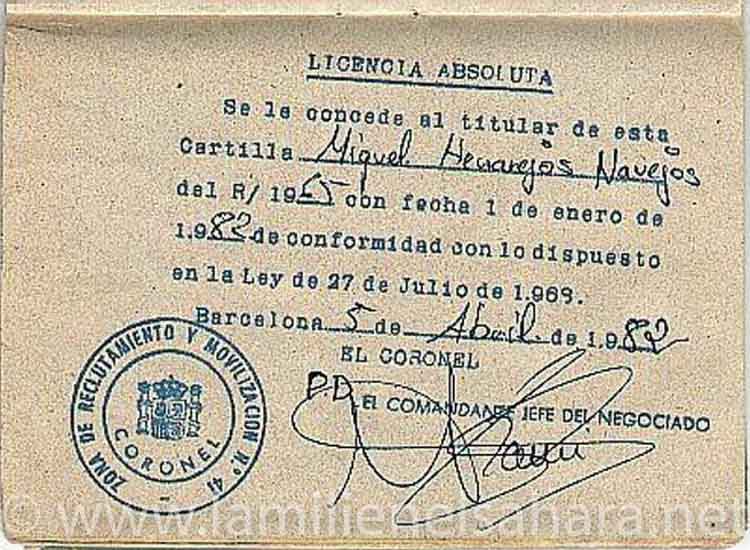 LICENCIA ABSOLUTA
Se le concede al titular de esta
Cartilla Miguel Henarejos Navejos
del R/ 1965 con fecha 1 de enero de
1.982 de conformidad con lo dispuesto
en la Ley de 27 de Julio de 1.968.
Barcelona 5 de Abril de 1.982
EL CORONEL
P.D.
EL COMANDANTE JEFE DEL NEGOCIADO
ZONA DE RECLUTAMIENTO Y MOVILIZACION Nº 41
CORONEL
© www.lamilienelsahara.net